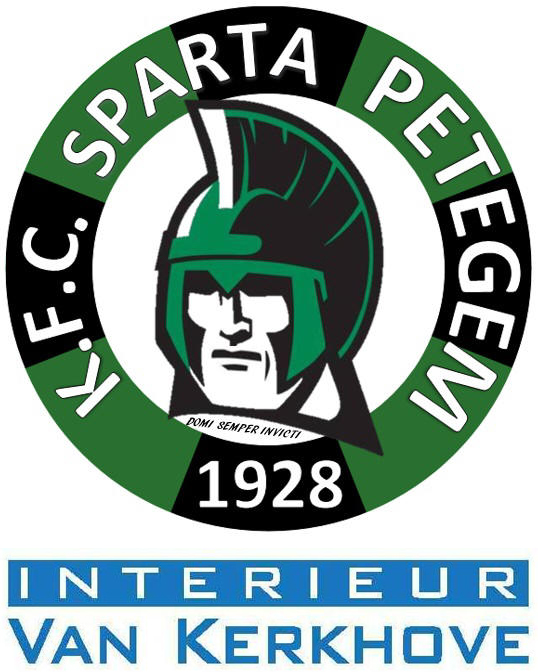 K.F.C. SPARTA PETEGEM
DOMI SEMPER INVICTI
1928
INTERIEUR
VAN KERKHOVE